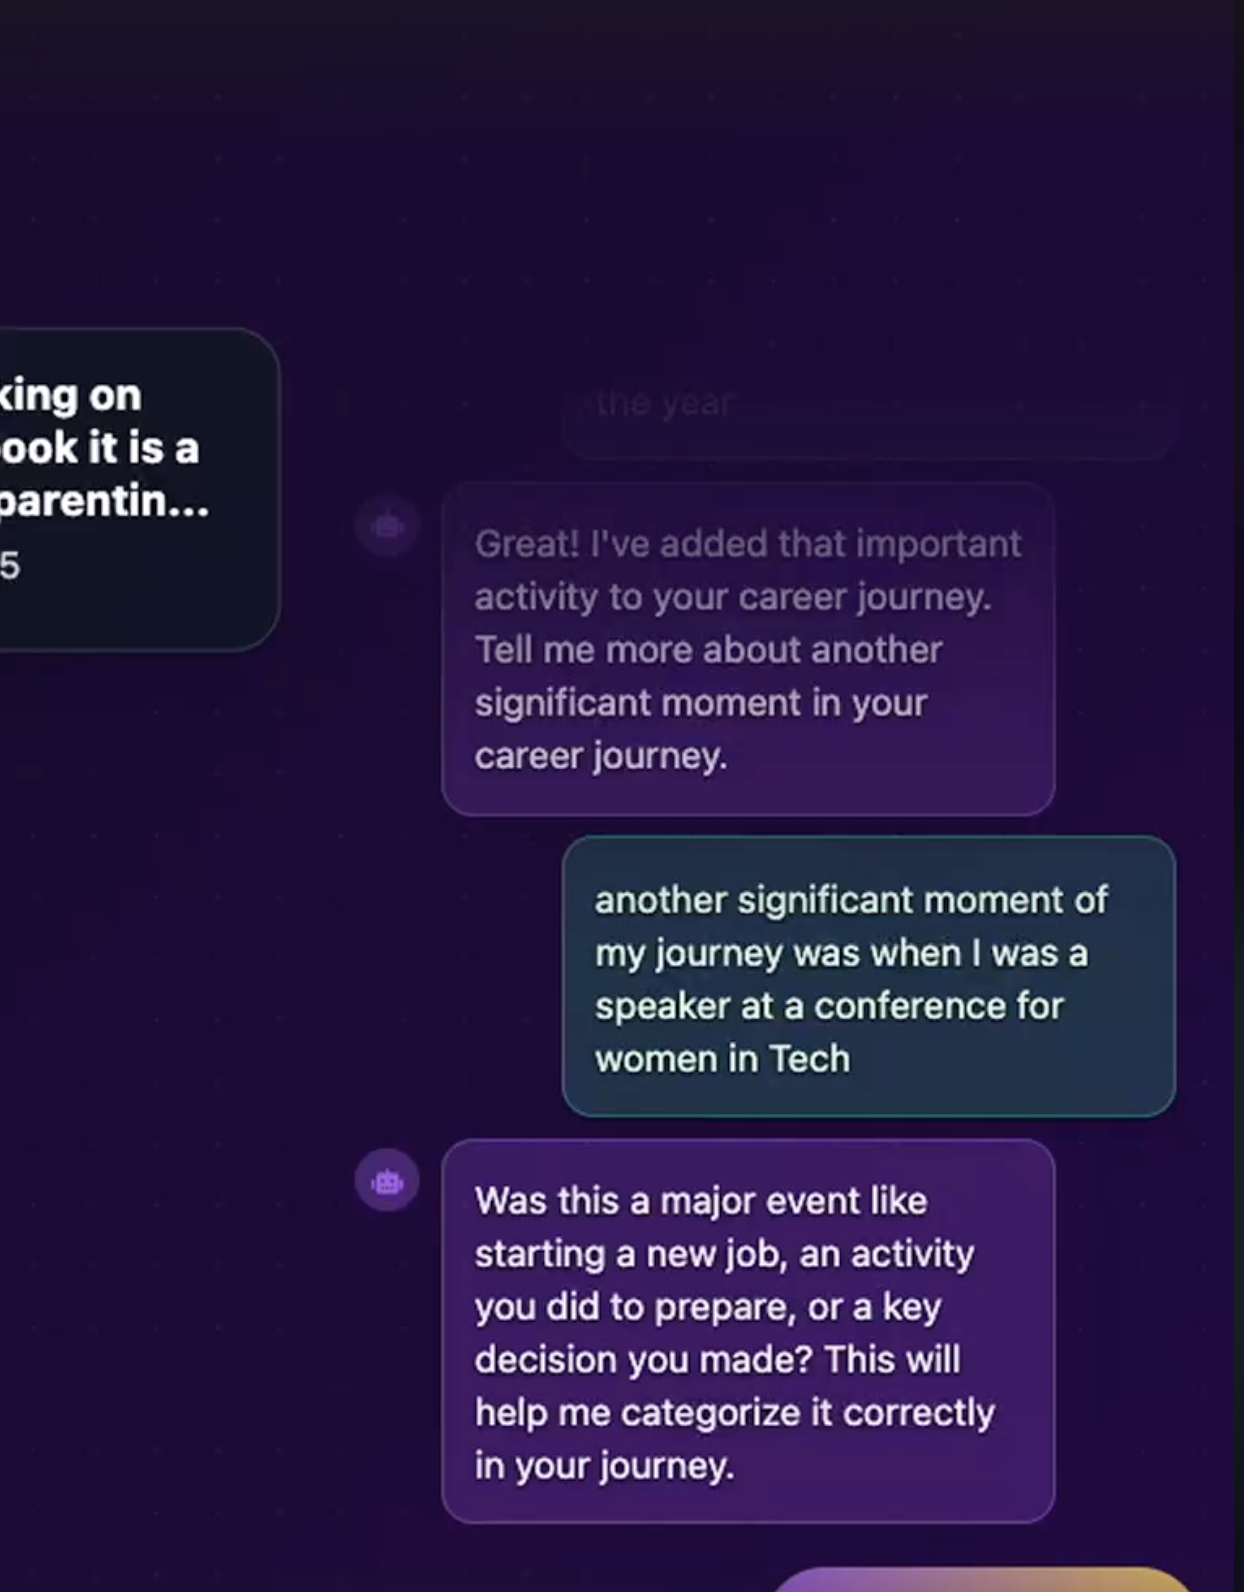 king on
ook it is a
parentin...
5
the year
Great! I've added that important
activity to your career journey.
Tell me more about another
significant moment in your
career journey.
another significant moment of
my journey was when I was a
speaker at a conference for
women in Tech
Was this a major event like
starting a new job, an activity
you did to prepare, or a key
decision you made? This will
help me categorize it correctly
in your journey.